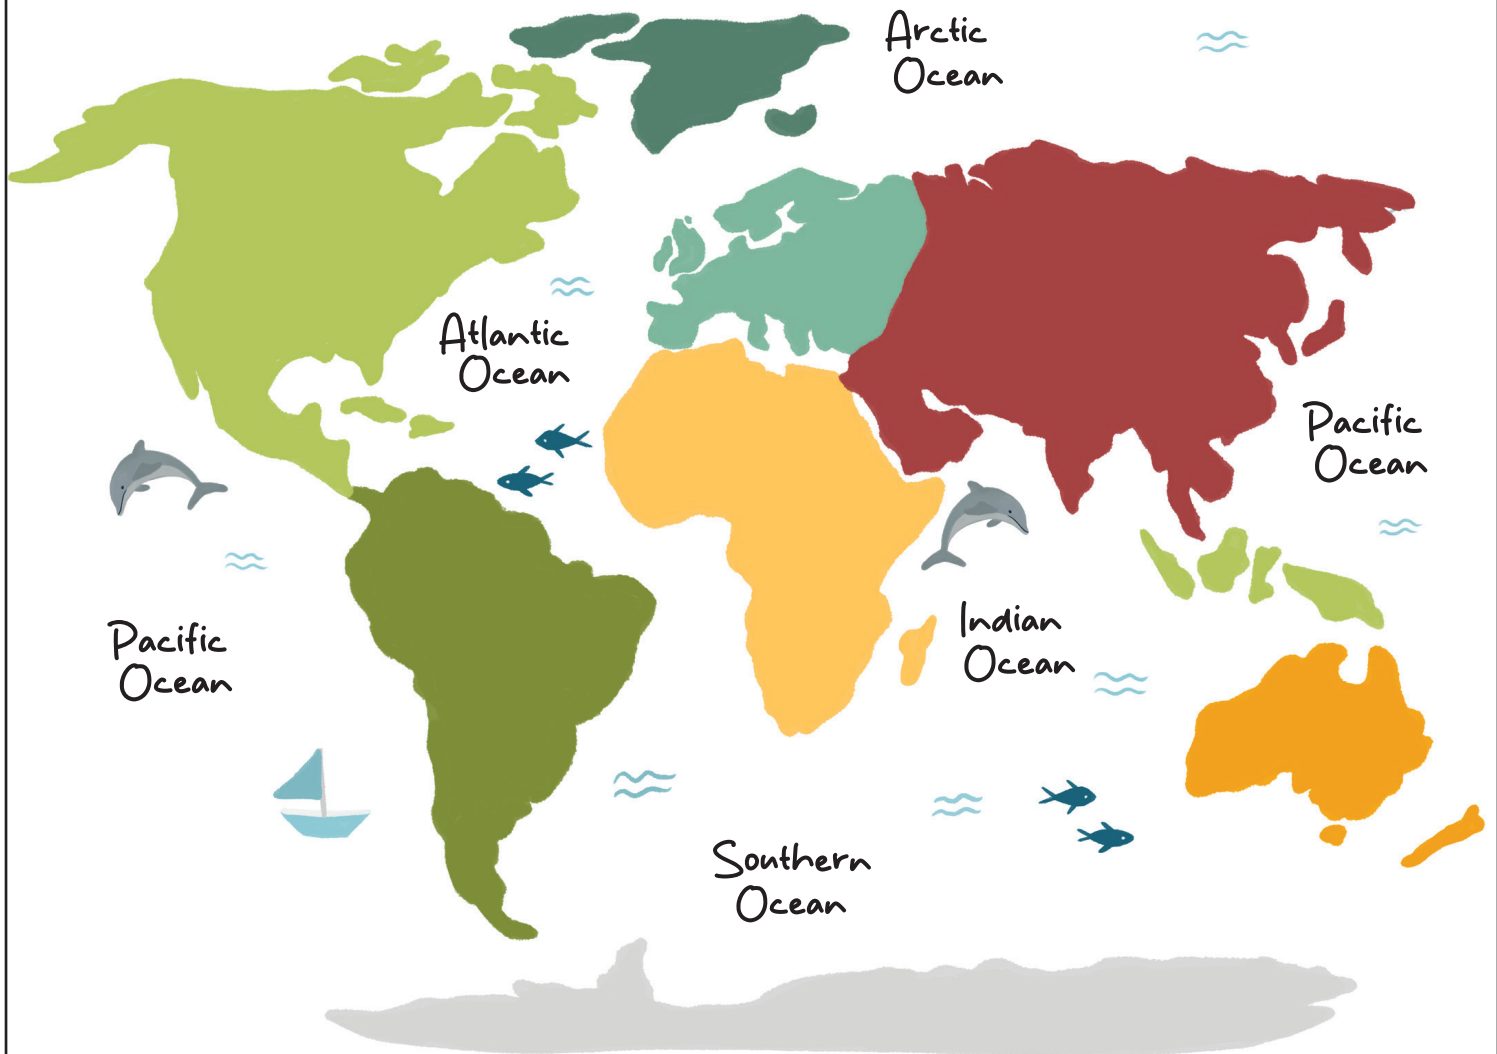 Arctic
Ocean
Atlantic
Ocean
Pacific
Ocean
Indian
Ocean
Pacific
Ocean
Southern
Ocean